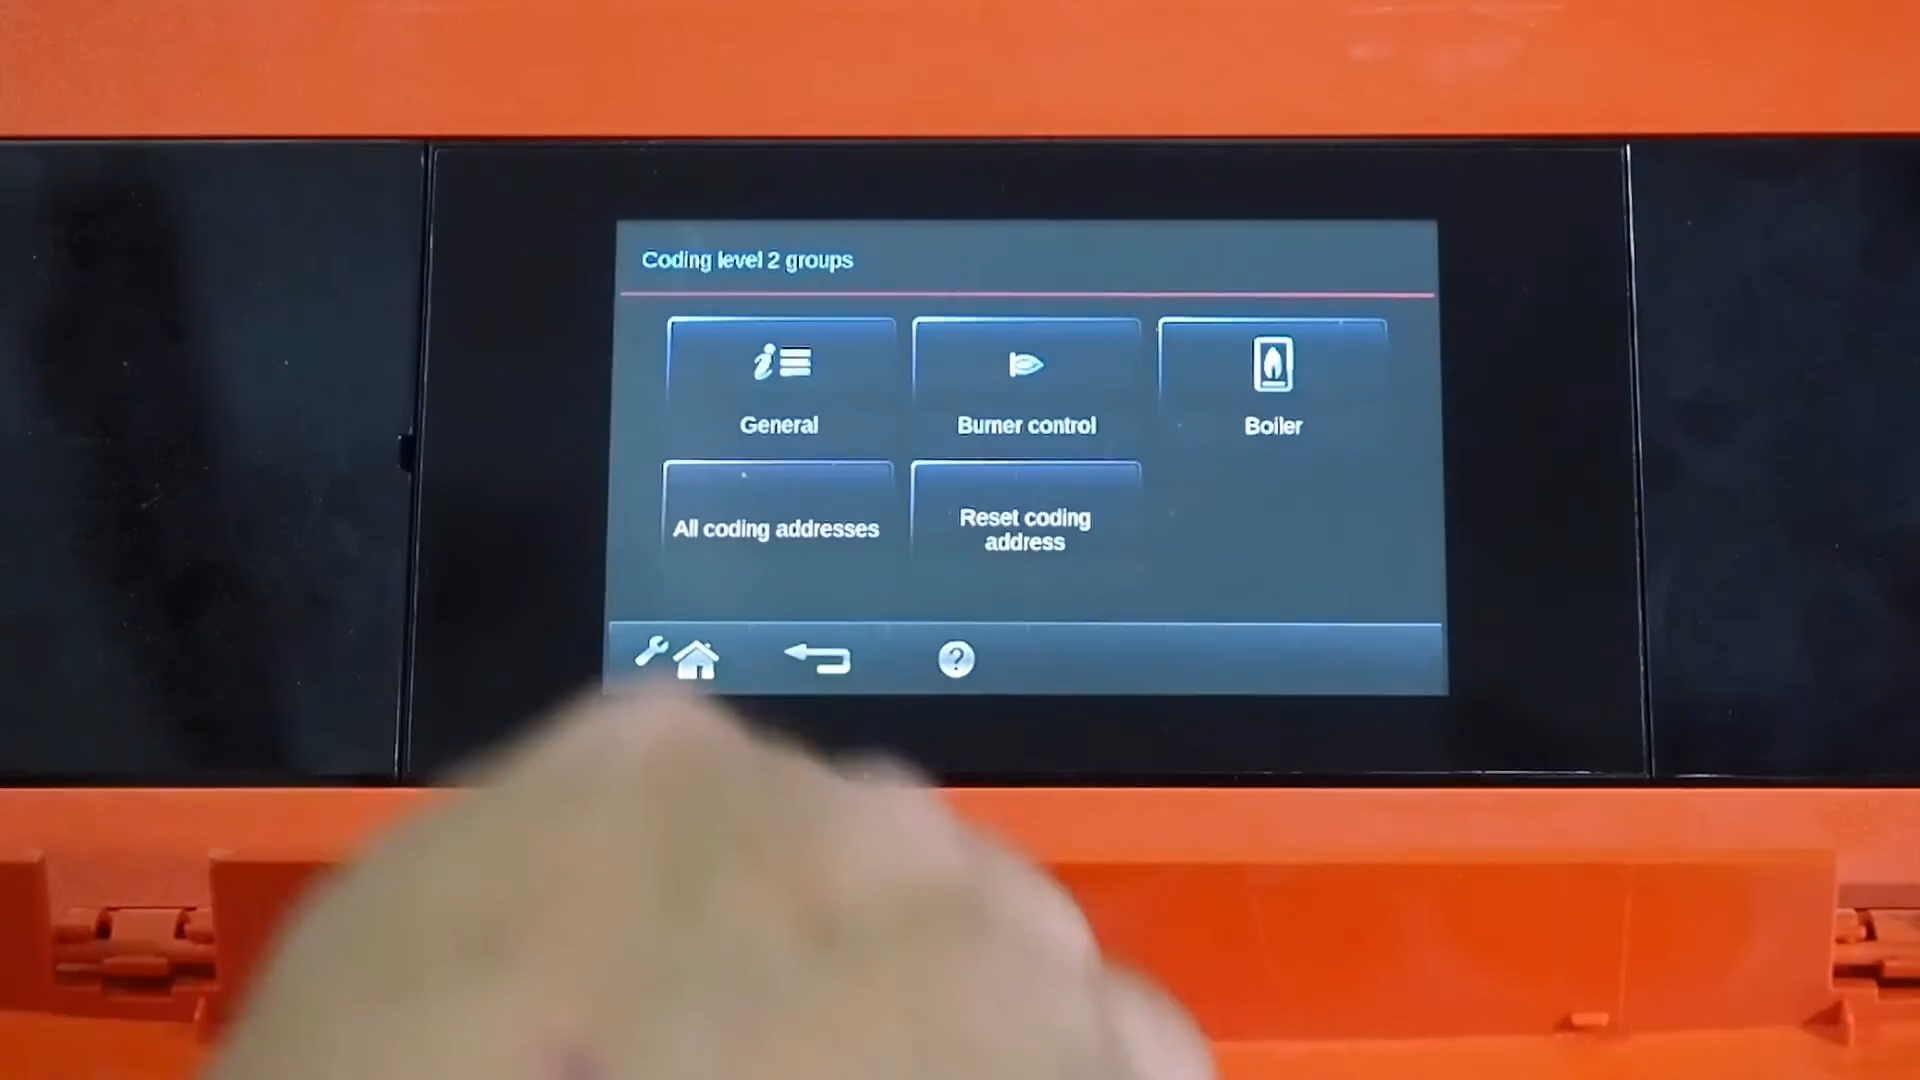 Coding level 2 groups
General
Burner control
Boiler
All coding addresses
Reset coding
address
?